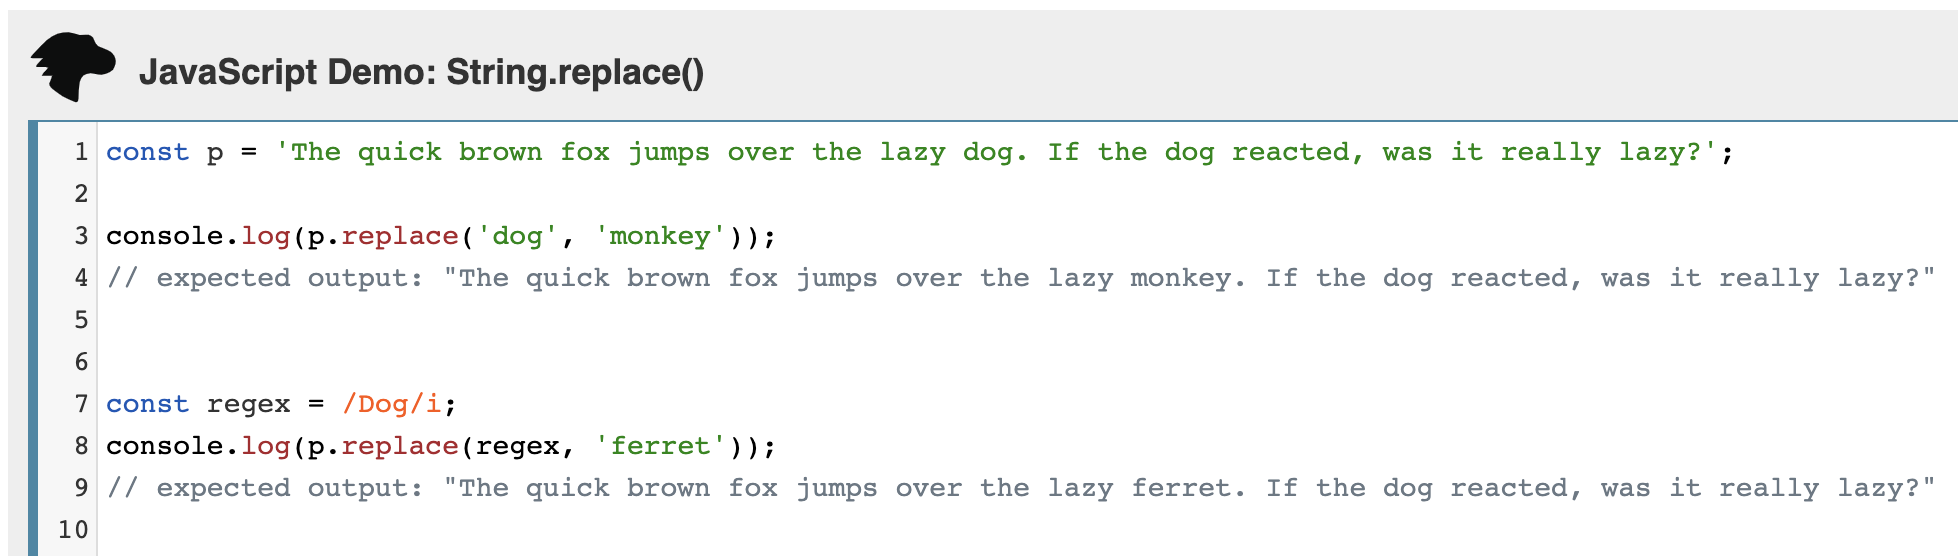 JavaScript Demo: String.replace()
1 const p = 'The quick brown fox jumps over the lazy dog. If the dog reacted, was it really lazy?';
2
3 console.log(p.replace('dog', 'monkey'));
4 // expected output: "The quick brown fox jumps over the lazy monkey. If the dog reacted, was it really lazy?"
5
6
7 const regex = /Dog/i;
8 console.log(p.replace(regex, 'ferret'));
9 // expected output: "The quick brown fox jumps over the lazy ferret. If the dog reacted, was it really lazy?"
10